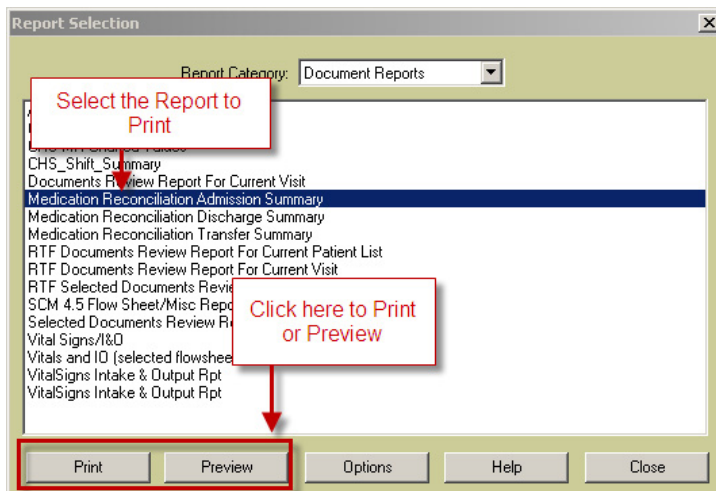 Report Selection
Report Category: Document Reports
Select the Report to
Print
CHS_Shift_Summary
Documents Review Report For Current Visit
Medication Reconciliation Admission Summary
Medication Reconciliation Discharge Summary
Medication Reconciliation Transfer Summary
RTF Documents Review Report For Current Patient List
RTF Documents Review Report For Current Visit
RTF Selected Documents
SCM 4.5 Flow Sheet/Misc
Selected Documents Review
Vital Signs/I&O
Vitals and IO (selected
VitalSigns Intake & Output Rpt
VitalSigns Intake & Output Rpt
Click here to Print
or Preview
Print Preview Options Help Close